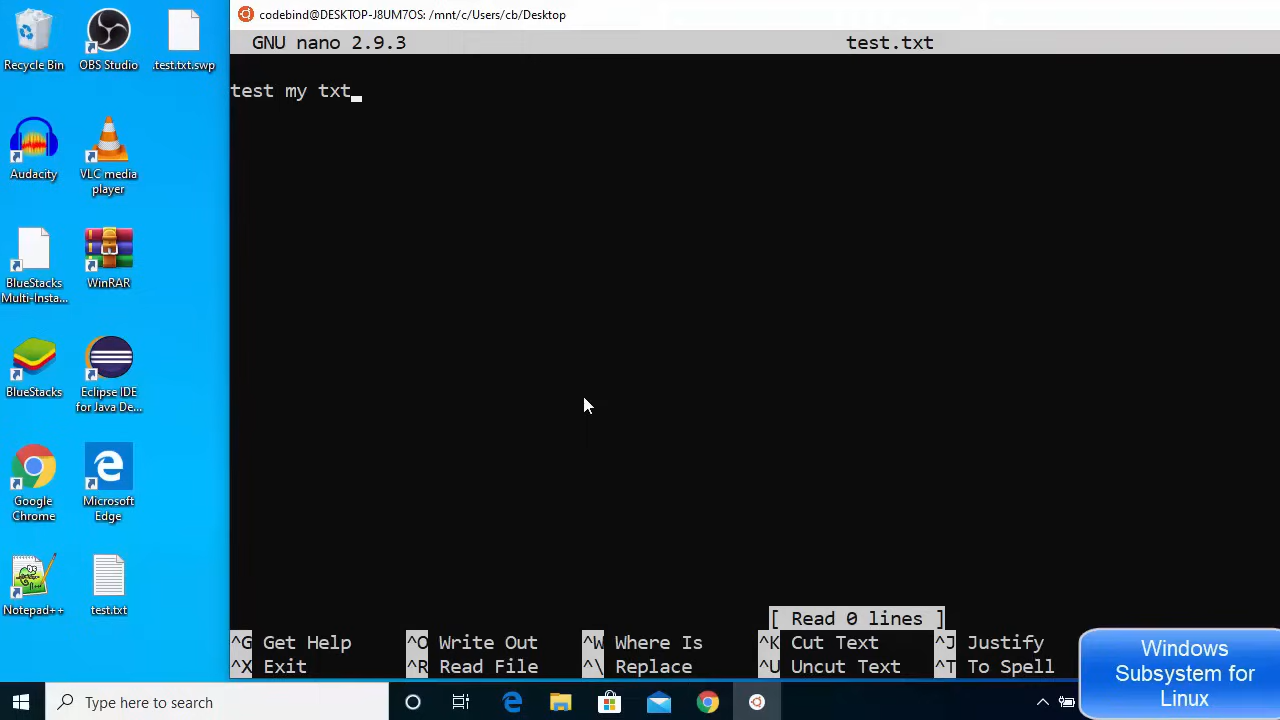 codebind@DESKTOP-J8UM7OS: /mnt/c/Users/cb/Desktop
GNU nano 2.9.3 test.txt
test my txt
[ Read 0 lines ]
^G Get Help ^O Write Out ^W Where Is ^K Cut Text ^J Justify
^X Exit ^R Read File ^\ Replace ^U Uncut Text ^T To Spell
Recycle Bin
OBS Studio
.test.txt.swp
Audacity
VLC media
player
BlueStacks
Multi-Insta...
WinRAR
BlueStacks
Eclipse IDE
for Java De...
Google
Chrome
Microsoft
Edge
Notepad++
test.txt
Windows
Subsystem for
Linux
Type here to search